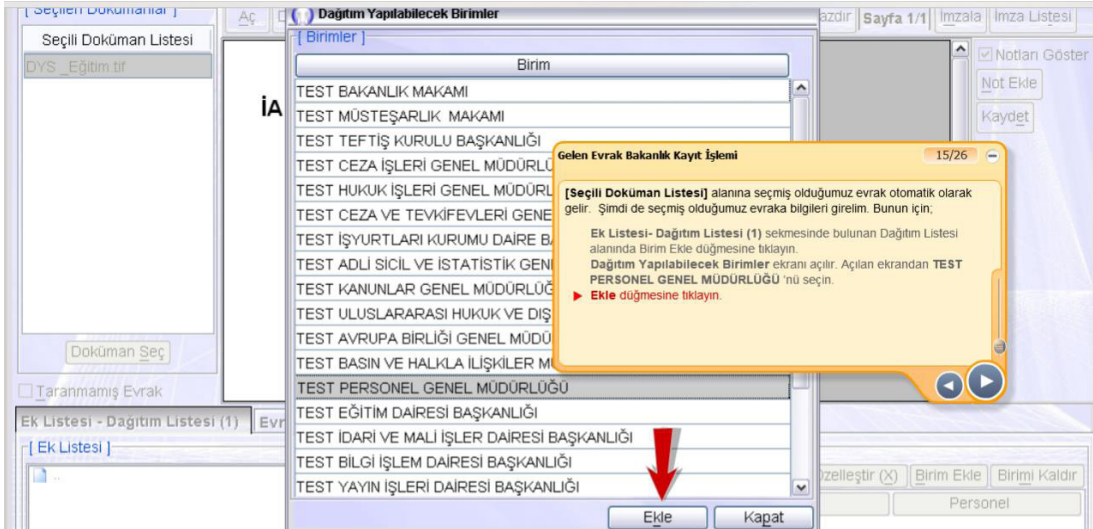 [ Seçilen Dokümanlar ]
Seçili Doküman Listesi
DYS _Eğitim.tif
Doküman Seç
Taranmamış Evrak
Aç
Sayfa 1/1
İmzala
İmza Listesi
Notları Göster
Not Ekle
Kaydet
İA
Dağıtım Yapılabilecek Birimler
[ Birimler ]
Birim
TEST BAKANLIK MAKAMI
TEST MÜSTEŞARLIK MAKAMI
TEST TEFTİŞ KURULU BAŞKANLIĞI
TEST CEZA İŞLERİ GENEL MÜDÜRLÜ
TEST HUKUK İŞLERİ GENEL MÜDÜRL
TEST CEZA VE TEVKİFEVLERİ GENE
TEST İŞYURTLARI KURUMU DAİRE BA
TEST ADLİ SİCİL VE İSTATİSTİK GENE
TEST KANUNLAR GENEL MÜDÜRLÜĞ
TEST ULUSLARARASI HUKUK VE DIŞ
TEST AVRUPA BİRLİĞİ GENEL MÜDÜ
TEST BASIN VE HALKLA İLİŞKİLER M
TEST PERSONEL GENEL MÜDÜRLÜĞÜ
TEST EĞİTİM DAİRESİ BAŞKANLIĞI
TEST İDARİ VE MALİ İŞLER DAİRESİ BAŞKANLIĞI
TEST BİLGİ İŞLEM DAİRESİ BAŞKANLIĞI
TEST YAYIN İŞLERİ DAİRESİ BAŞKANLIĞI
Ekle
Kapat
Gelen Evrak Bakanlık Kayıt İşlemi
15/26
[Seçili Doküman Listesi] alanına seçmiş olduğumuz evrak otomatik olarak
gelir. Şimdi de seçmiş olduğumuz evraka bilgileri girelim. Bunun için;
Ek Listesi- Dağıtım Listesi (1) sekmesinde bulunan Dağıtım Listesi
alanında Birim Ekle düğmesine tıklayın.
Dağıtım Yapılabilecek Birimler ekranı açılır. Açılan ekrandan TEST
PERSONEL GENEL MÜDÜRLÜĞÜ 'nü seçin.
Ekle düğmesine tıklayın.
Ek Listesi - Dağıtım Listesi (1)
Evr
[ Ek Listesi ]
..
Birim Ekle
Birimi Kaldır
Personel